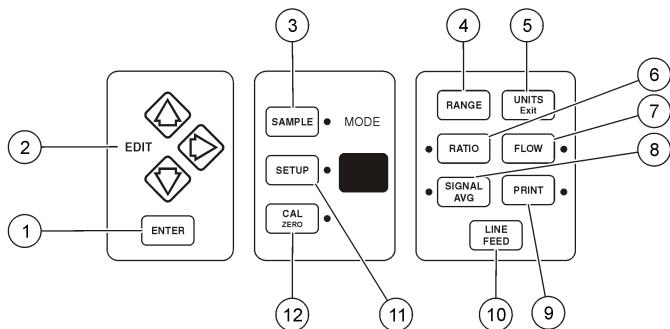 3
4
5
6
7
8
2
1
EDIT
ENTER
SAMPLE
MODE
SETUP
CAL
ZERO
RANGE
UNITS
Exit
RATIO
FLOW
SIGNAL
AVG
PRINT
LINE
FEED
12
11
10
9